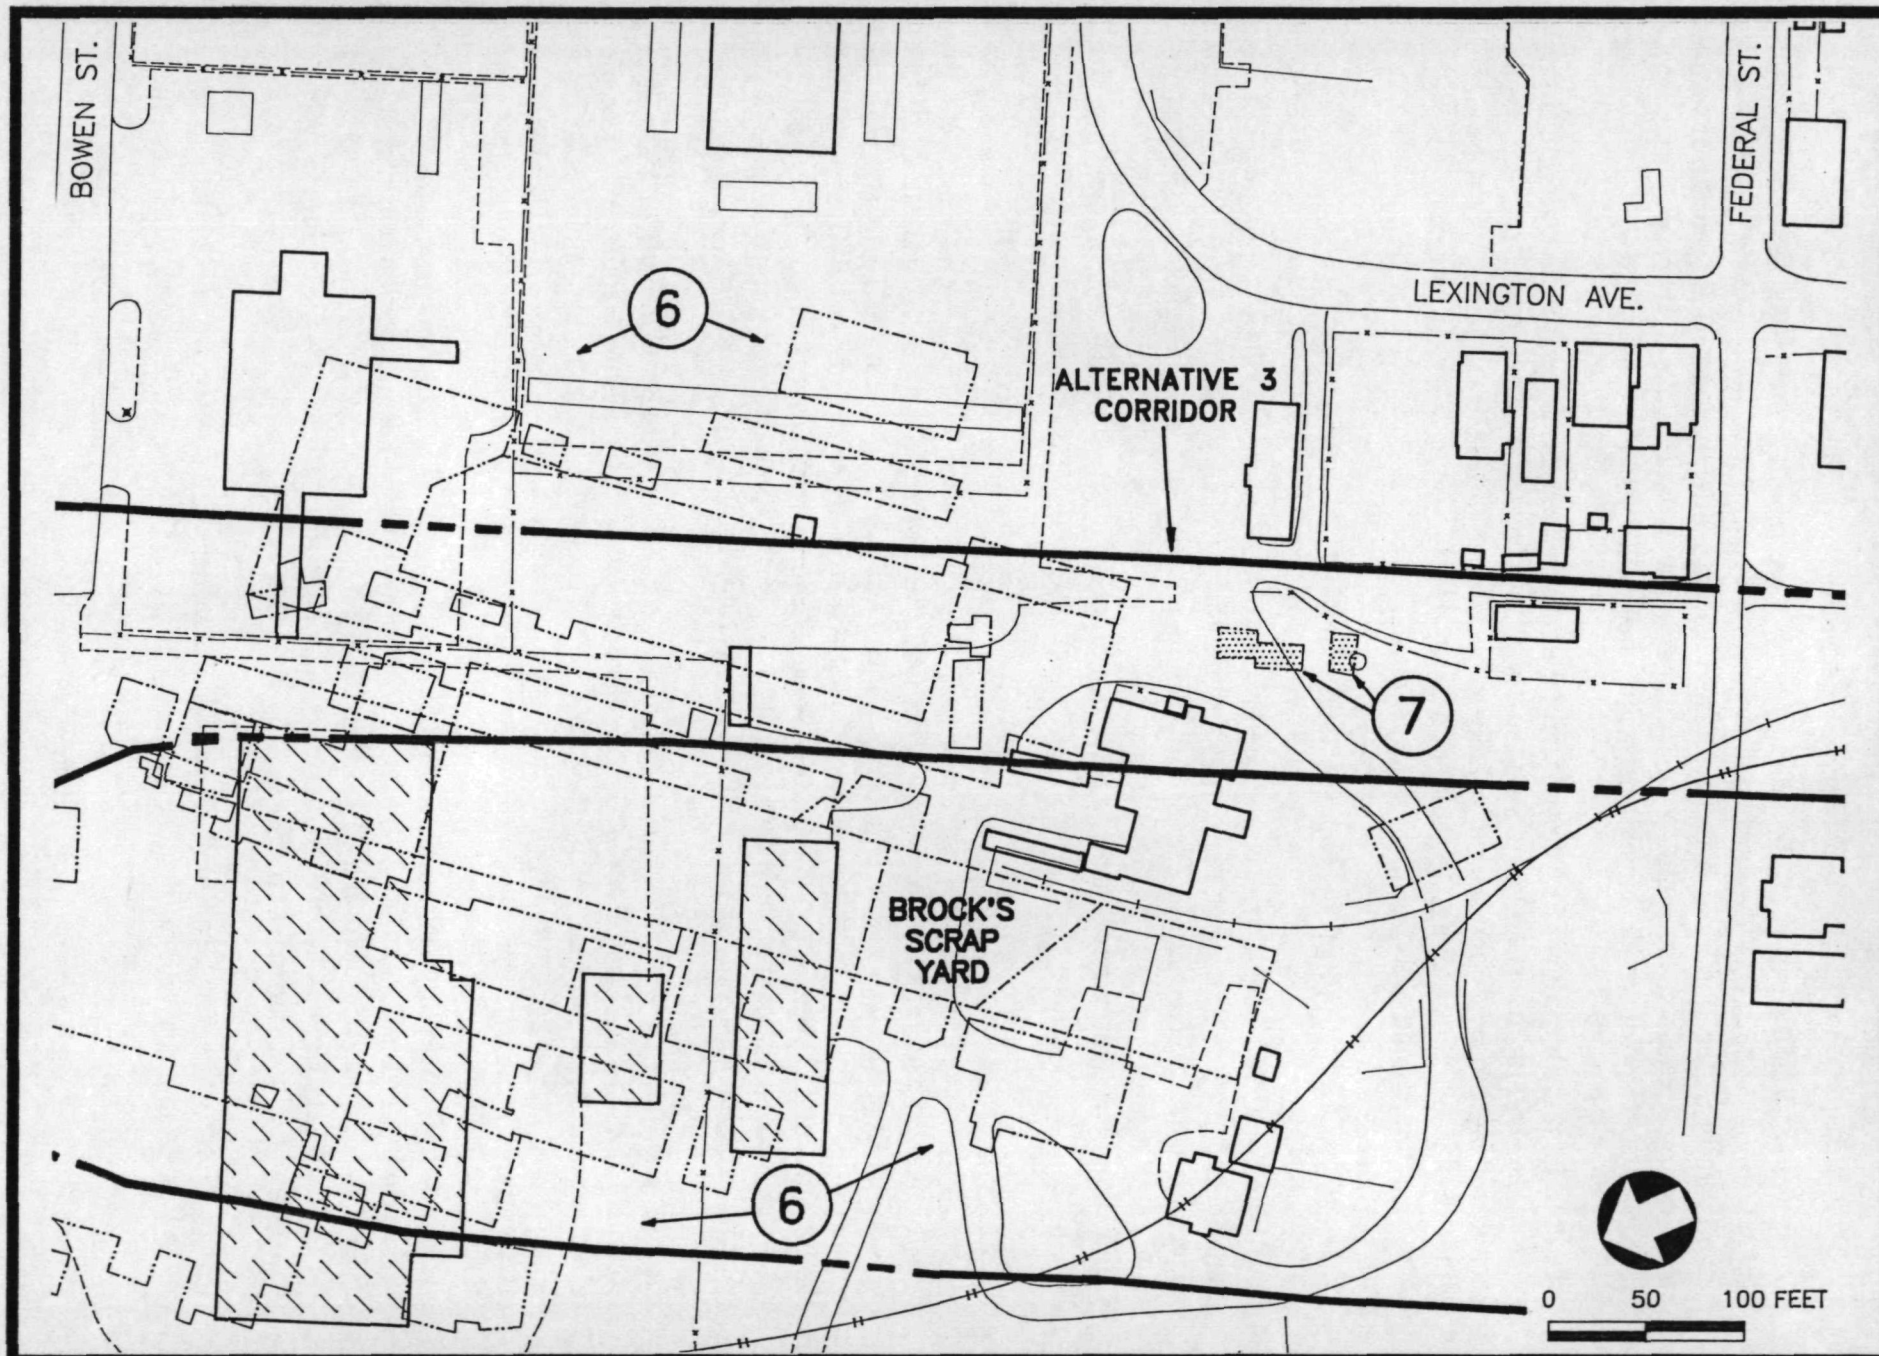 BOWEN ST.
FEDERAL ST.
LEXINGTON AVE.
6
ALTERNATIVE 3
CORRIDOR
7
BROCK'S
SCRAP
YARD
6
0 50 100 FEET